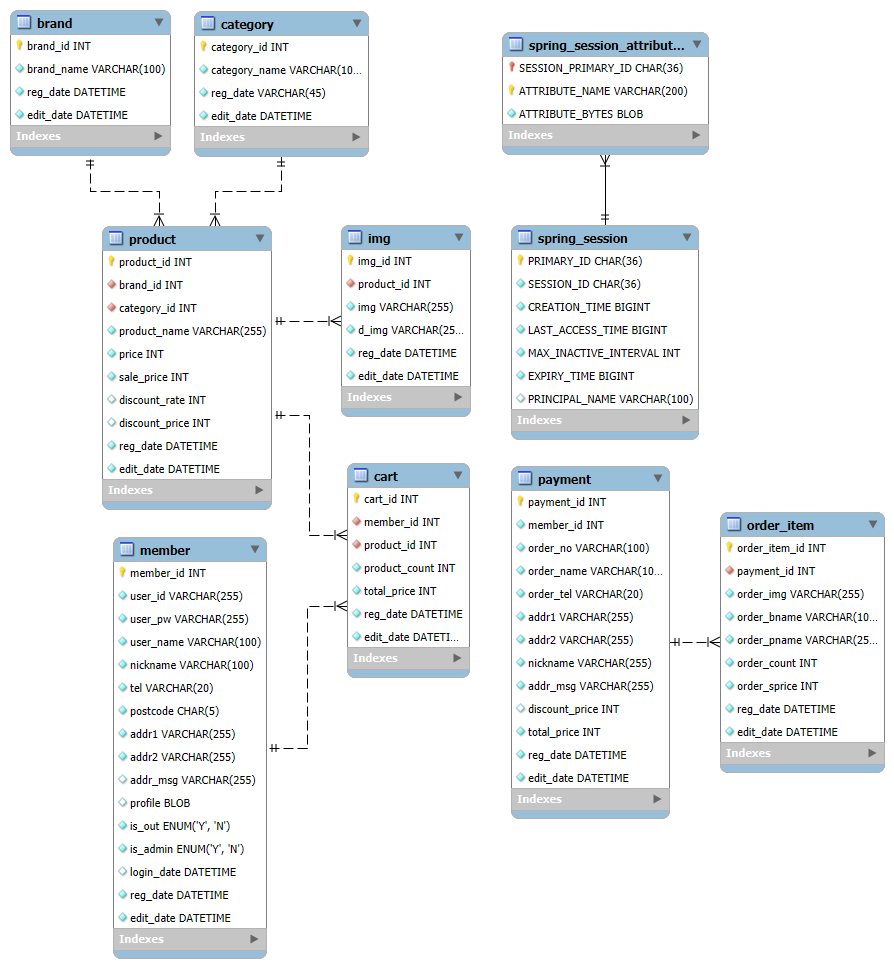 brand
brand_id INT
brand_name VARCHAR(100)
reg_date DATETIME
edit_date DATETIME
Indexes
category
category_id INT
category_name VARCHAR(10...
reg_date VARCHAR(45)
edit_date DATETIME
Indexes
spring_session_attribut...
SESSION_PRIMARY_ID CHAR(36)
ATTRIBUTE_NAME VARCHAR(200)
ATTRIBUTE_BYTES BLOB
Indexes
product
product_id INT
brand_id INT
category_id INT
product_name VARCHAR(255)
price INT
sale_price INT
discount_rate INT
discount_price INT
reg_date DATETIME
edit_date DATETIME
Indexes
img
img_id INT
product_id INT
img VARCHAR(255)
d_img VARCHAR(25...
reg_date DATETIME
edit_date DATETIME
Indexes
spring_session
PRIMARY_ID CHAR(36)
SESSION_ID CHAR(36)
CREATION_TIME BIGINT
LAST_ACCESS_TIME BIGINT
MAX_INACTIVE_INTERVAL INT
EXPIRY_TIME BIGINT
PRINCIPAL_NAME VARCHAR(100)
Indexes
cart
cart_id INT
member_id INT
product_id INT
product_count INT
total_price INT
reg_date DATETIME
edit_date DATETI...
Indexes
payment
payment_id INT
member_id INT
order_no VARCHAR(100)
order_name VARCHAR(10...
order_tel VARCHAR(20)
addr1 VARCHAR(255)
addr2 VARCHAR(255)
nickname VARCHAR(255)
addr_msg VARCHAR(255)
discount_price INT
total_price INT
reg_date DATETIME
edit_date DATETIME
Indexes
order_item
order_item_id INT
payment_id INT
order_img VARCHAR(255)
order_bname VARCHAR(10...
order_pname VARCHAR(25...
order_count INT
order_sprice INT
reg_date DATETIME
edit_date DATETIME
Indexes
member
member_id INT
user_id VARCHAR(255)
user_pw VARCHAR(255)
user_name VARCHAR(100)
nickname VARCHAR(100)
tel VARCHAR(20)
postcode CHAR(5)
addr1 VARCHAR(255)
addr2 VARCHAR(255)
addr_msg VARCHAR(255)
profile BLOB
is_out ENUM('Y', 'N')
is_admin ENUM('Y', 'N')
login_date DATETIME
reg_date DATETIME
edit_date DATETIME
Indexes